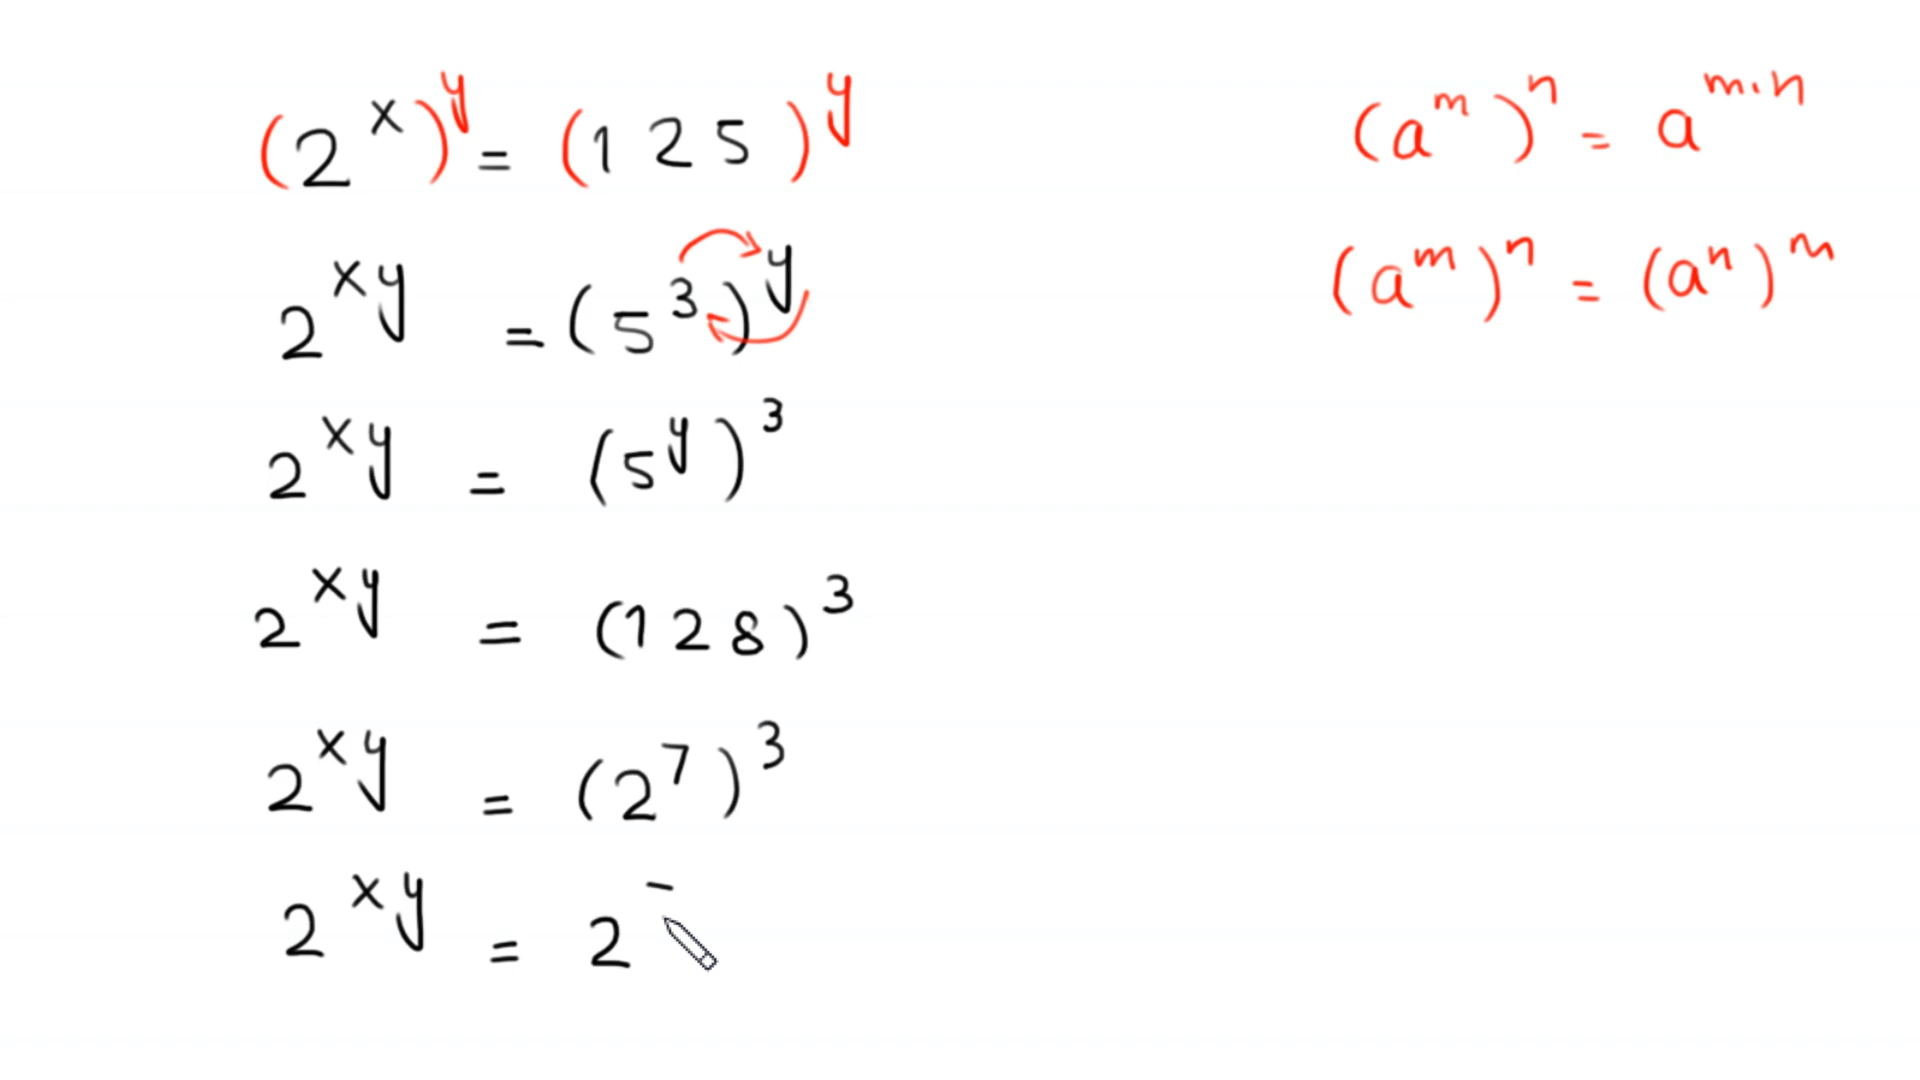 (2^x)^y = (125)^y
(a^m)^n = a^{m·n}
2^{xy} = (5^3)^y
(a^m)^n = (a^n)^m
2^{xy} = (5^y)^3
2^{xy} = (128)^3
2^{xy} = (2^7)^3
2^{xy} = 2^-